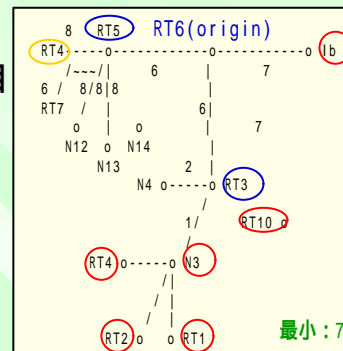 RT6(origin)
8 RT5
RT4-----o------------o-----------o Ib
/~~~/| 6 | 7
6 / 8/8|8 |
RT7 / | 6|
o | o | 7
N12 o N14 |
N13 2 |
N4 o-----o RT3
/
1/ RT10 o
/
RT4 o-----o N3
/|
/ |
/ |
RT2 o o RT1
最小：7